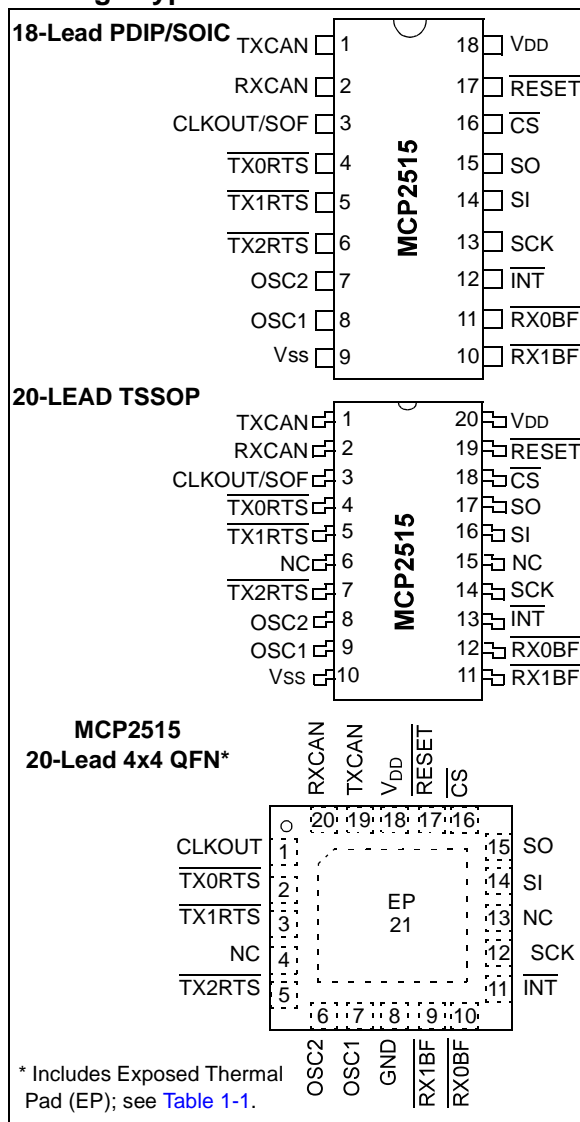 18-Lead PDIP/SOIC
TXCAN 1 18 VDD
RXCAN 2 17 RESET
CLKOUT/SOF 3 16 CS
TX0RTS 4 15 SO
TX1RTS 5 14 SI
TX2RTS 6 13 SCK
OSC2 7 12 INT
OSC1 8 11 RX0BF
Vss 9 10 RX1BF
MCP2515
20-LEAD TSSOP
TXCAN 1 20 VDD
RXCAN 2 19 RESET
CLKOUT/SOF 3 18 CS
TX0RTS 4 17 SO
TX1RTS 5 16 SI
NC 6 15 NC
TX2RTS 7 14 SCK
OSC2 8 13 INT
OSC1 9 12 RX0BF
Vss 10 11 RX1BF
MCP2515
MCP2515
20-Lead 4x4 QFN*
RXCAN TXCAN VDD RESET CS
20 19 18 17 16
CLKOUT 1 15 SO
TX0RTS 2 14 SI
TX1RTS 3 13 NC
NC 4 12 SCK
TX2RTS 5 11 INT
EP
21
6 7 8 9 10
OSC2 OSC1 GND RX1BF RX0BF
* Includes Exposed Thermal
Pad (EP); see Table 1-1.